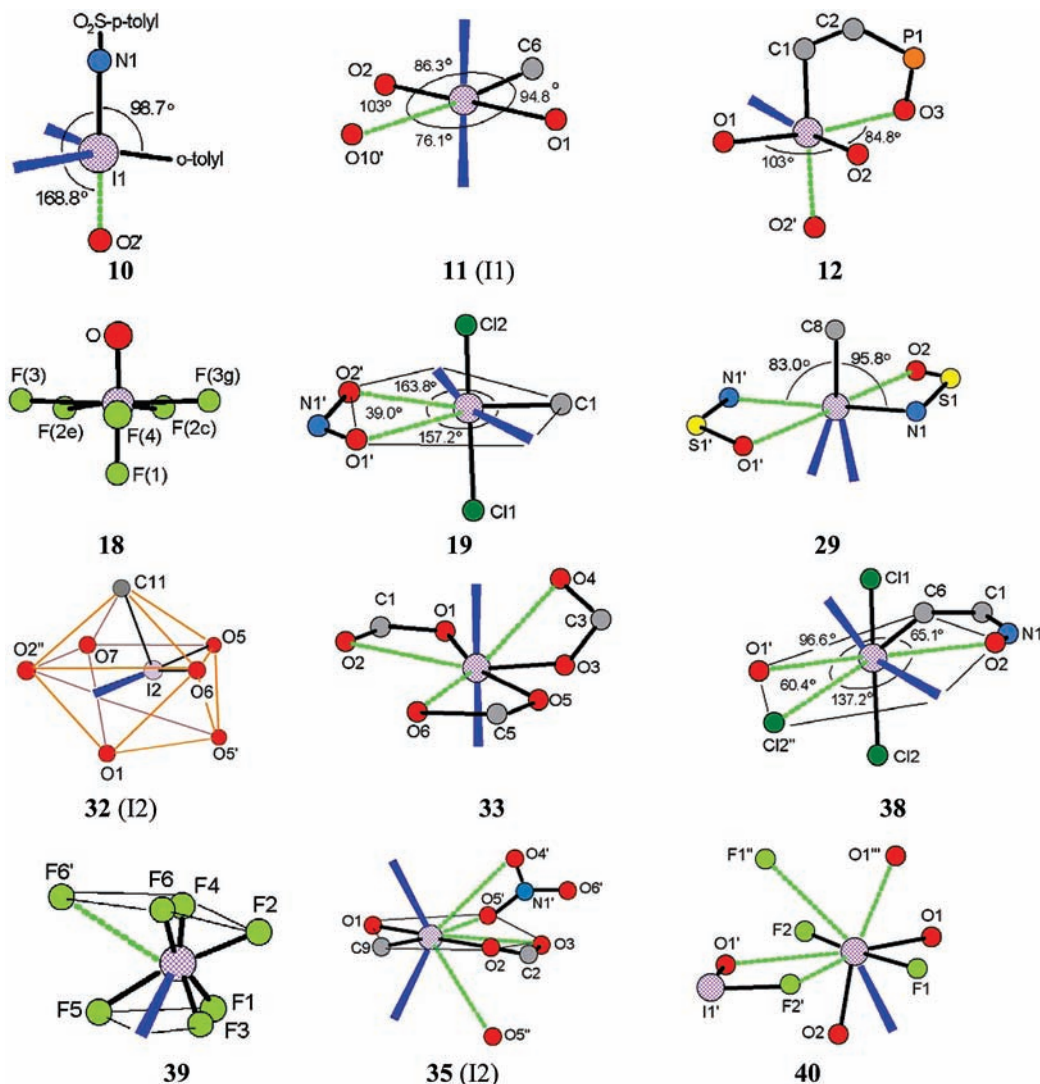 O₂S-p-tolyl
N1
98.7°
o-tolyl
I1
168.8°
O2'
10
C6
O2
86.3°
94.8°
103°
O1
76.1°
O10'
11 (I1)
C2
C1
P1
O3
O1
84.8°
103°
O2
O2'
12
O
F(3)
F(3g)
F(2e)
F(4)
F(2c)
F(1)
18
Cl2
O2'
163.8°
N1'
39.0°
C1
157.2°
O1'
Cl1
19
C8
O2
83.0°
95.8°
N1'
S1
N1
S1'
O1'
29
C11
O2''
O7
O5
I2
O6
O5'
O1
32 (I2)
O4
C1
O1
C3
O2
O3
O5
O6
C5
33
Cl1
C6
C1
N1
O1'
96.6°
65.1°
O2
60.4°
137.2°
Cl2''
Cl2
38
F6'
F6
F4
F2
F5
F1
F3
39
O4'
O5'
O6'
N1'
O1
C9
O2
C2
O3
O5''
35 (I2)
F1''
O1'''
F2
O1
O1'
F1
I1'
F2'
O2
40